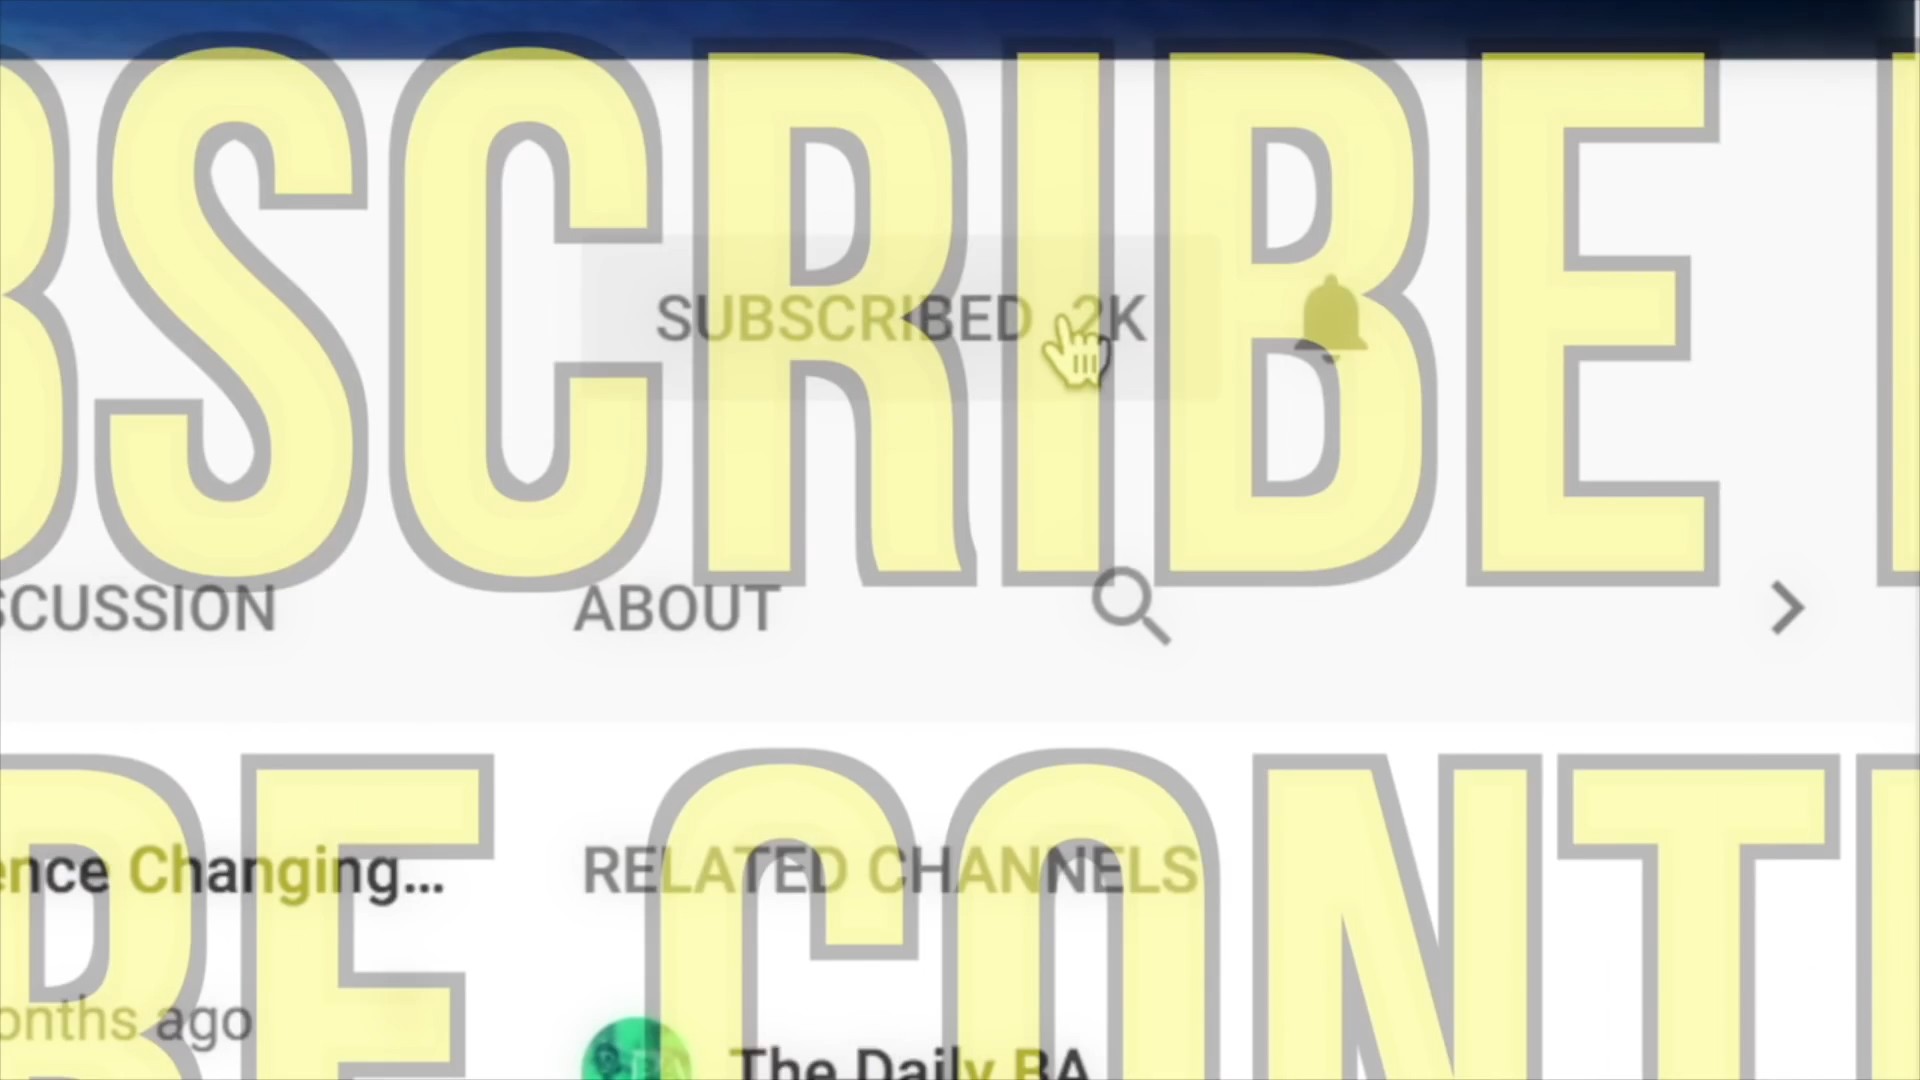 BSCRIBE
SUBSCRIBED 2K
SCUSSION
ABOUT
BE CONT
ence Changing...
RELATED CHANNELS
onths ago
The Daily BA